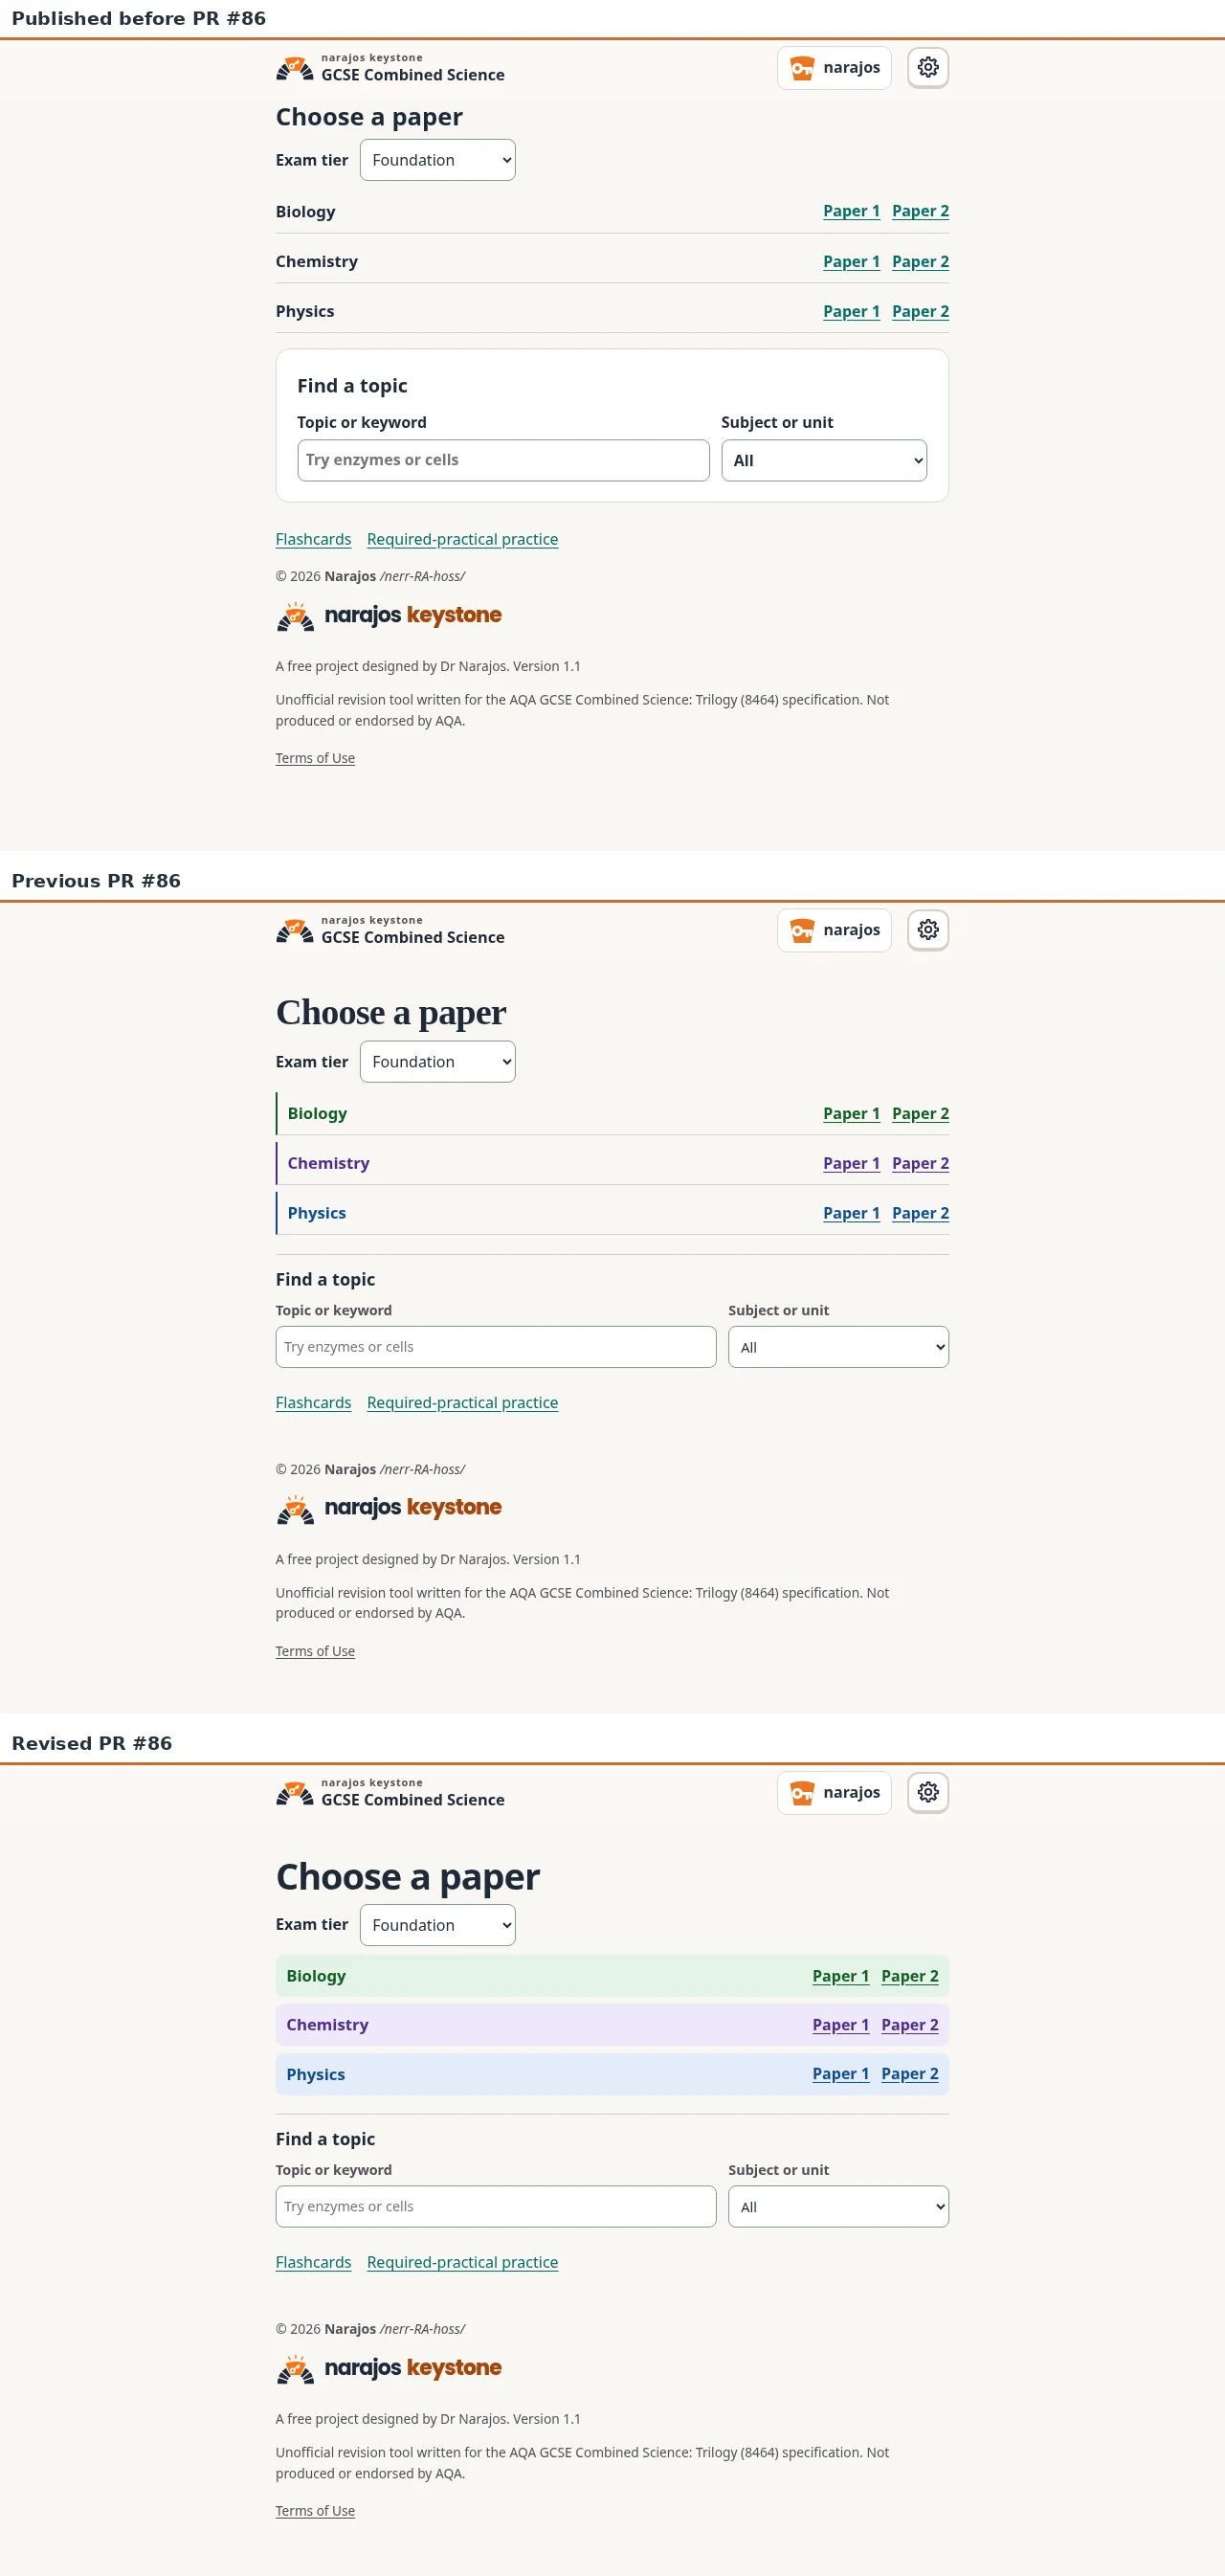 Published before PR #86
narajos keystone
GCSE Combined Science
narajos
Choose a paper
Exam tier Foundation
Biology Paper 1 Paper 2
Chemistry Paper 1 Paper 2
Physics Paper 1 Paper 2
Find a topic
Topic or keyword Subject or unit
Try enzymes or cells All
Flashcards Required-practical practice
© 2026 Narajos /nerr-RA-hoss/
narajos keystone
A free project designed by Dr Narajos. Version 1.1
Unofficial revision tool written for the AQA GCSE Combined Science: Trilogy (8464) specification. Not
produced or endorsed by AQA.
Terms of Use
Previous PR #86
narajos keystone
GCSE Combined Science
narajos
Choose a paper
Exam tier Foundation
Biology Paper 1 Paper 2
Chemistry Paper 1 Paper 2
Physics Paper 1 Paper 2
Find a topic
Topic or keyword Subject or unit
Try enzymes or cells All
Flashcards Required-practical practice
© 2026 Narajos /nerr-RA-hoss/
narajos keystone
A free project designed by Dr Narajos. Version 1.1
Unofficial revision tool written for the AQA GCSE Combined Science: Trilogy (8464) specification. Not
produced or endorsed by AQA.
Terms of Use
Revised PR #86
narajos keystone
GCSE Combined Science
narajos
Choose a paper
Exam tier Foundation
Biology Paper 1 Paper 2
Chemistry Paper 1 Paper 2
Physics Paper 1 Paper 2
Find a topic
Topic or keyword Subject or unit
Try enzymes or cells All
Flashcards Required-practical practice
© 2026 Narajos /nerr-RA-hoss/
narajos keystone
A free project designed by Dr Narajos. Version 1.1
Unofficial revision tool written for the AQA GCSE Combined Science: Trilogy (8464) specification. Not
produced or endorsed by AQA.
Terms of Use